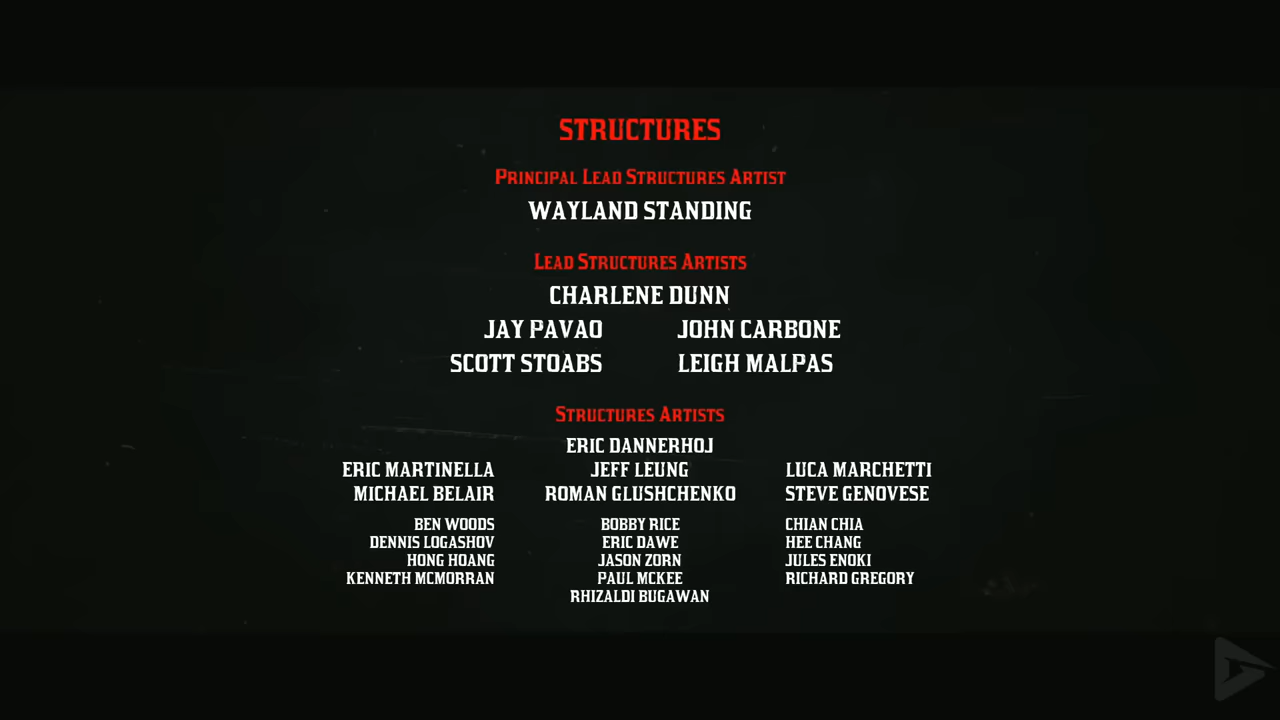 STRUCTURES
PRINCIPAL LEAD STRUCTURES ARTIST
WAYLAND STANDING
LEAD STRUCTURES ARTISTS
CHARLENE DUNN
JAY PAVAO JOHN CARBONE
SCOTT STOABS LEIGH MALPAS
STRUCTURES ARTISTS
ERIC DANNERHOJ
ERIC MARTINELLA JEFF LEUNG LUCA MARCHETTI
MICHAEL BELAIR ROMAN GLUSHCHENKO STEVE GENOVESE
BEN WOODS BOBBY RICE CHIAN CHIA
DENNIS LOGASHOV ERIC DAWE HEE CHANG
HONG HOANG JASON ZORN JULES ENOKI
KENNETH MCMORRAN PAUL MCKEE RICHARD GREGORY
RHIZALDI BUGAWAN